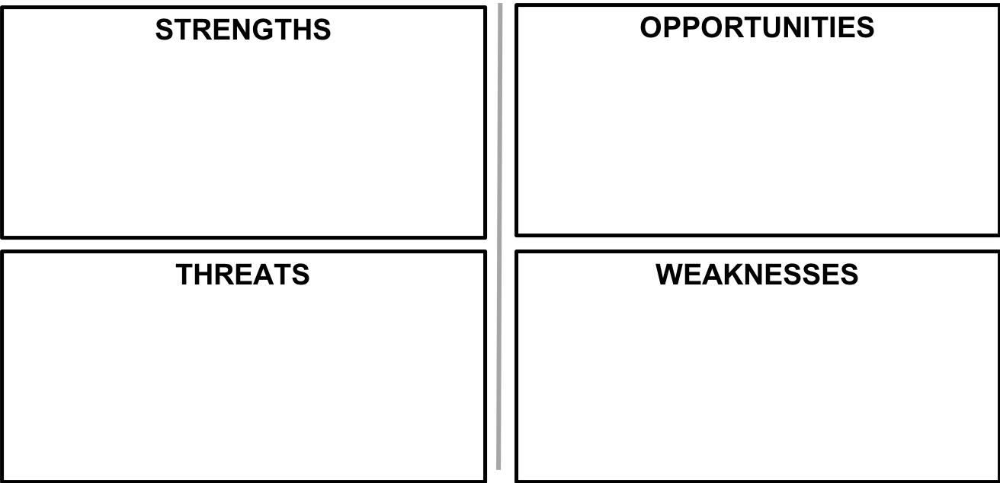 STRENGTHS
OPPORTUNITIES
THREATS
WEAKNESSES